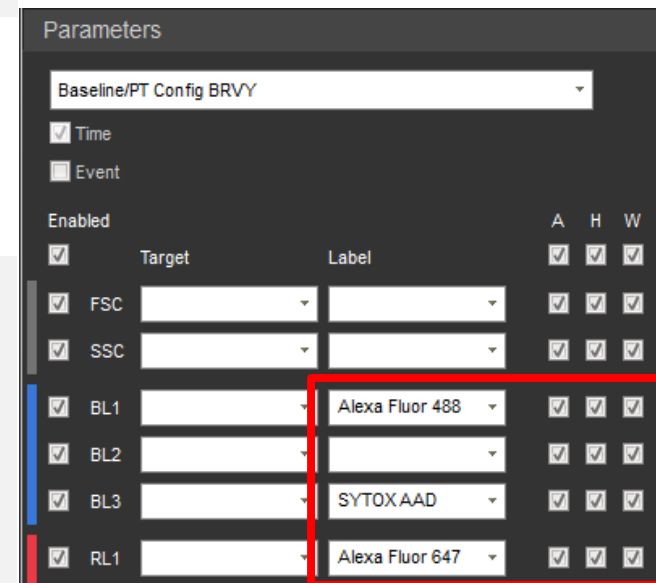 Parameters
Baseline/PT Config BRVY
Time
Event
Enabled A H W
Target Label
FSC
SSC
BL1 Alexa Fluor 488
BL2
BL3 SYTOX AAD
RL1 Alexa Fluor 647